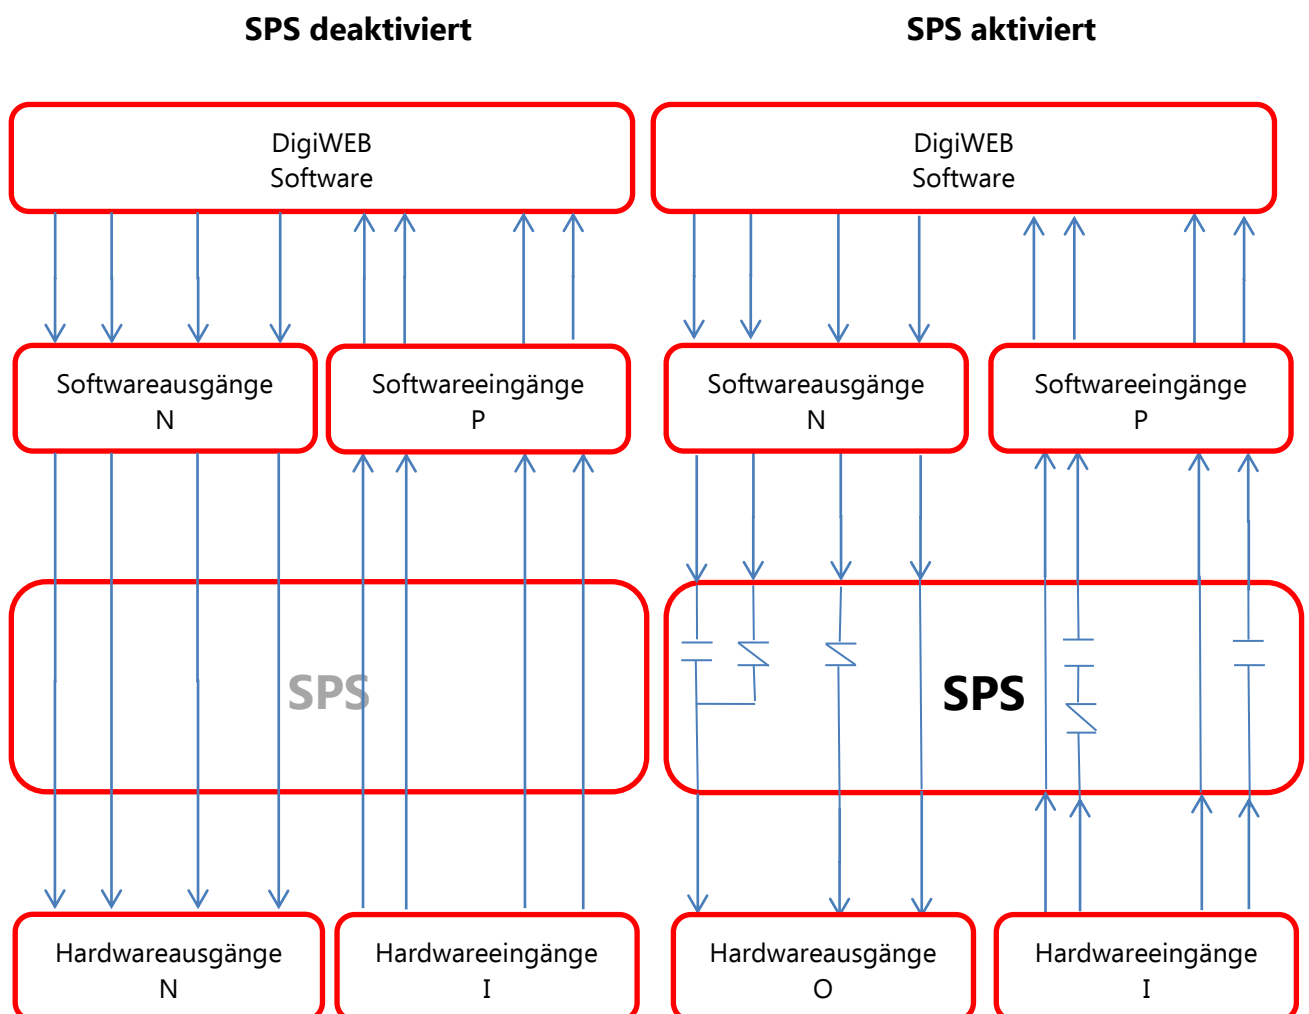 SPS deaktiviert
SPS aktiviert
DigiWEB
Software
DigiWEB
Software
Softwareausgänge
N
Softwareeingänge
P
Softwareausgänge
N
Softwareeingänge
P
SPS
SPS
Hardwareausgänge
N
Hardwareeingänge
I
Hardwareausgänge
O
Hardwareeingänge
I